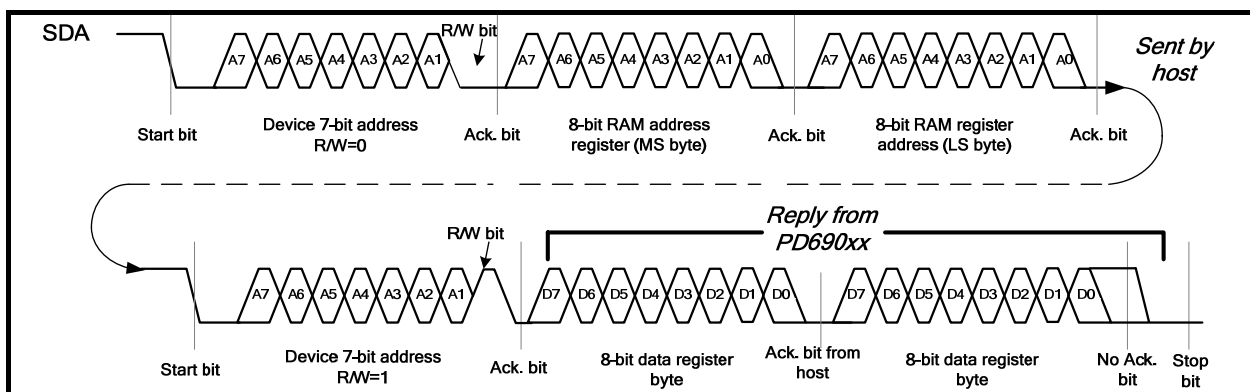 SDA
R/W bit
A7 A6 A5 A4 A3 A2 A1
A7 A6 A5 A4 A3 A2 A1 A0
A7 A6 A5 A4 A3 A2 A1 A0
Sent by
host
Start bit
Device 7-bit address
R/W=0
Ack. bit
8-bit RAM address
register (MS byte)
Ack. bit
8-bit RAM register
address (LS byte)
Ack. bit
Reply from
PD690xx
R/W bit
A7 A6 A5 A4 A3 A2 A1
D7 D6 D5 D4 D3 D2 D1 D0
D7 D6 D5 D4 D3 D2 D1 D0
Start bit
Device 7-bit address
R/W=1
Ack. bit
8-bit data register
byte
Ack. bit from
host
8-bit data register
byte
No Ack.
bit
Stop
bit